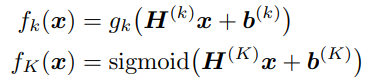 f_k(𝒙) = g_k(𝑯^(k)𝒙 + 𝒃^(k))
f_K(𝒙) = sigmoid(𝑯^(K)𝒙 + 𝒃^(K))